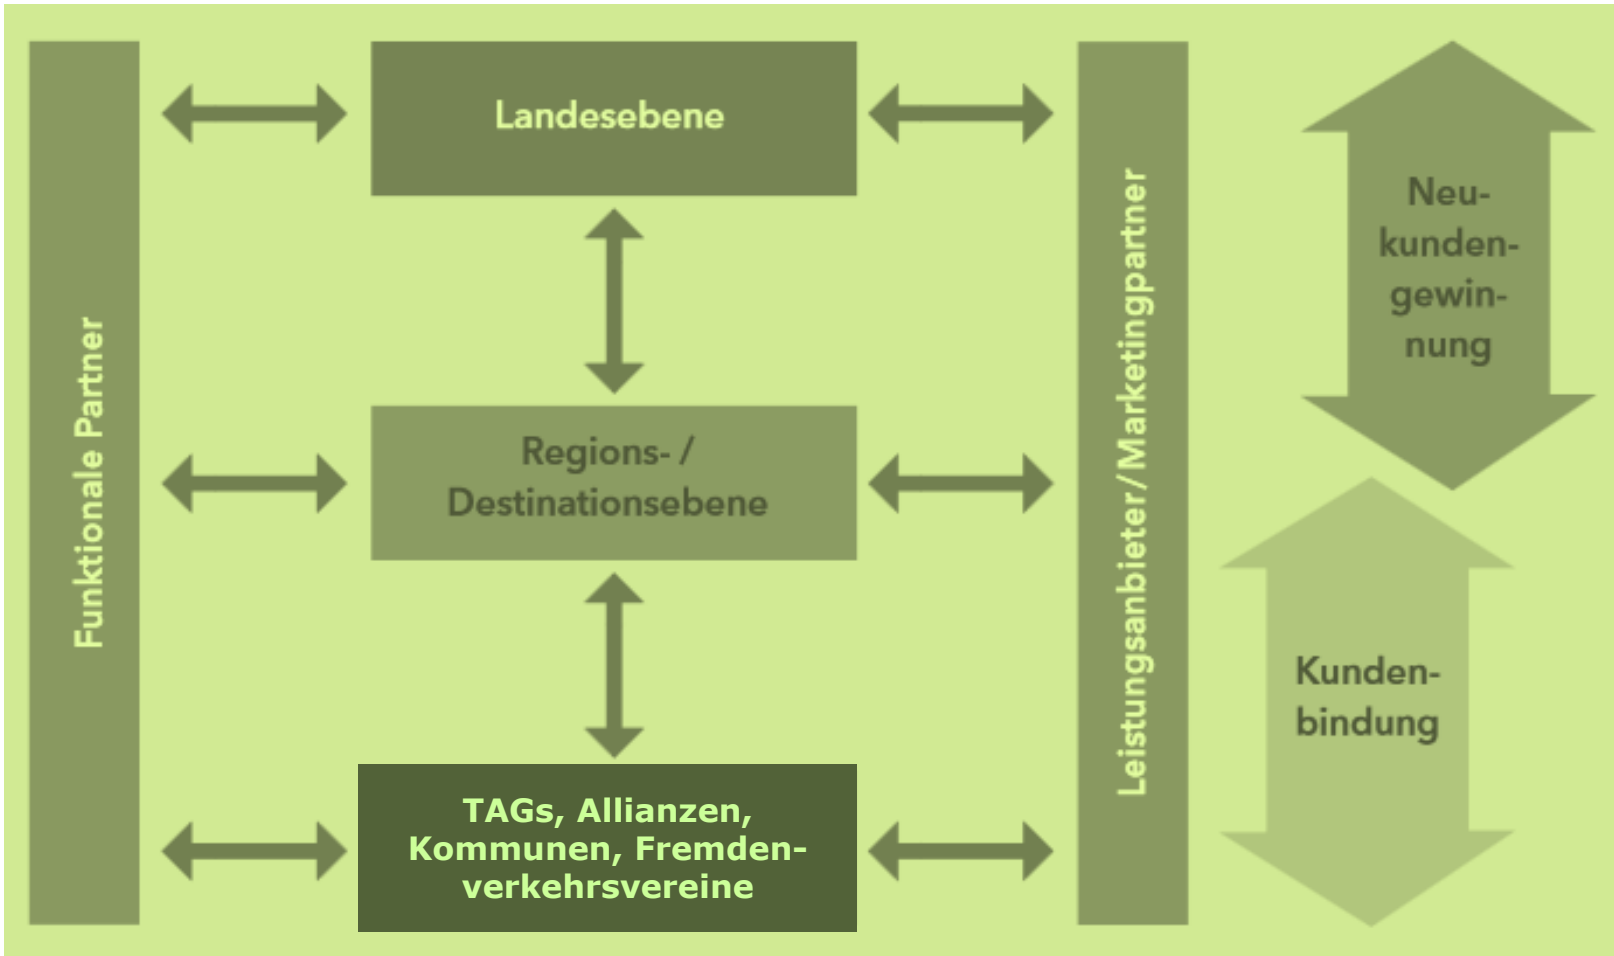 Funktionale Partner
Landesebene
Regions- /
Destinationsebene
TAGs, Allianzen,
Kommunen, Fremden-
verkehrsvereine
Leistungsanbieter/Marketingpartner
Neu-
kunden-
gewin-
nung
Kunden-
bindung